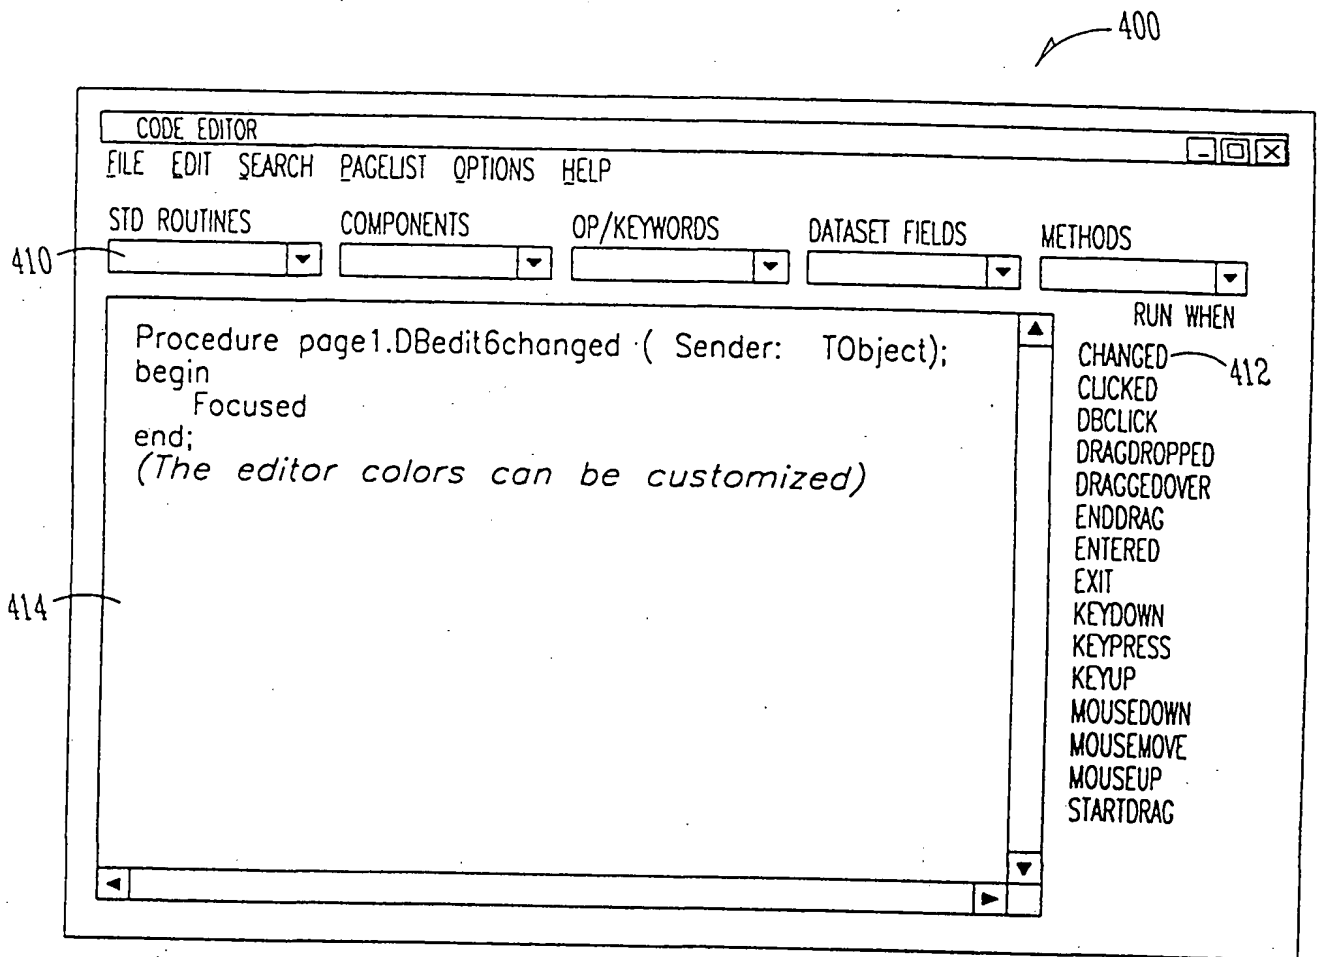 400
CODE EDITOR
FILE EDIT SEARCH PAGELIST OPTIONS HELP
STD ROUTINES COMPONENTS OP/KEYWORDS DATASET FIELDS METHODS
410
RUN WHEN
Procedure page1.DBedit6changed ( Sender: TObject);
begin
Focused
end;
(The editor colors can be customized)
CHANGED 412
CLICKED
DBCLICK
DRAGDROPPED
DRAGGEDOVER
ENDDRAG
ENTERED
EXIT
KEYDOWN
KEYPRESS
KEYUP
MOUSEDOWN
MOUSEMOVE
MOUSEUP
STARTDRAG
414